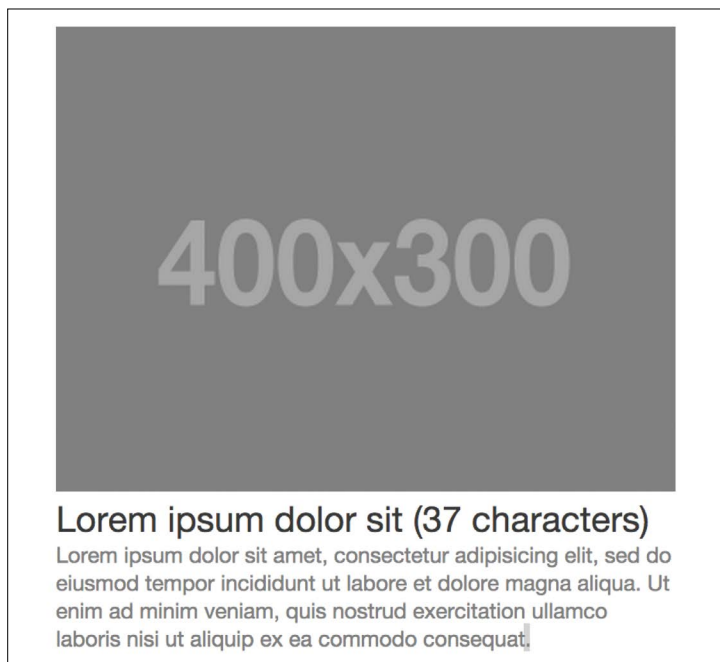 400x300
Lorem ipsum dolor sit (37 characters)
Lorem ipsum dolor sit amet, consectetur adipisicing elit, sed do
eiusmod tempor incididunt ut labore et dolore magna aliqua. Ut
enim ad minim veniam, quis nostrud exercitation ullamco
laboris nisi ut aliquip ex ea commodo consequat.